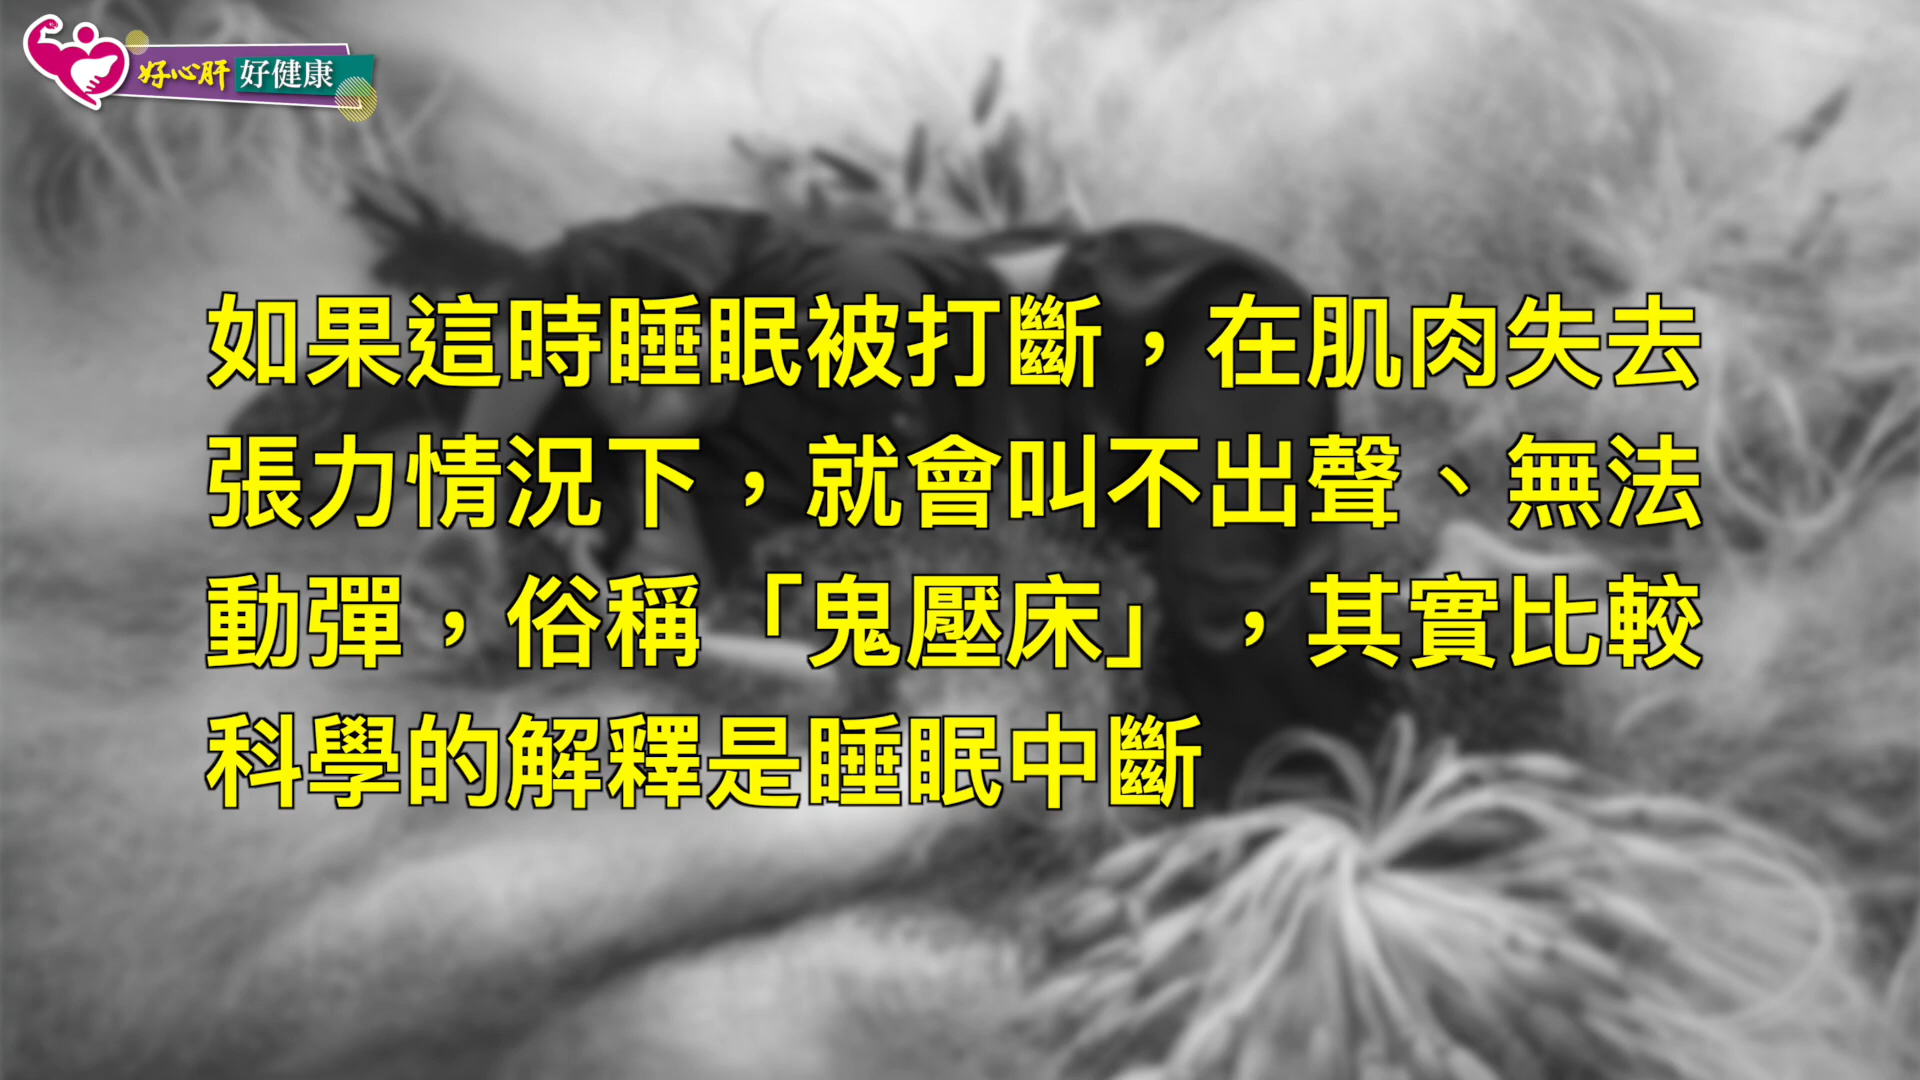 好心肝 好健康
如果這時睡眠被打斷，在肌肉失去
張力情況下，就會叫不出聲、無法
動彈，俗稱「鬼壓床」，其實比較
科學的解釋是睡眠中斷